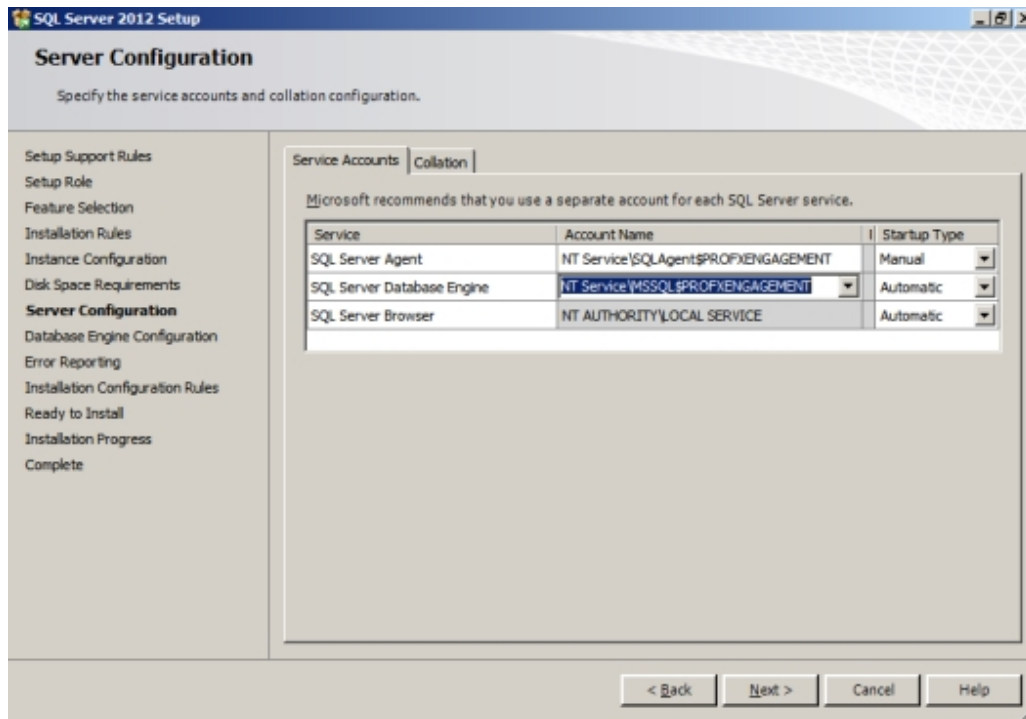 SQL Server 2012 Setup
Server Configuration
Specify the service accounts and collation configuration.
Setup Support Rules
Setup Role
Feature Selection
Installation Rules
Instance Configuration
Disk Space Requirements
Server Configuration
Database Engine Configuration
Error Reporting
Installation Configuration Rules
Ready to Install
Installation Progress
Complete
Service Accounts Collation
Microsoft recommends that you use a separate account for each SQL Server service.
Service Account Name Startup Type
SQL Server Agent NT Service\SQLAgent$PROFXENGAGEMENT Manual
SQL Server Database Engine NT Service\MSSQL$PROFXENGAGEMENT Automatic
SQL Server Browser NT AUTHORITY\LOCAL SERVICE Automatic
< Back Next > Cancel Help